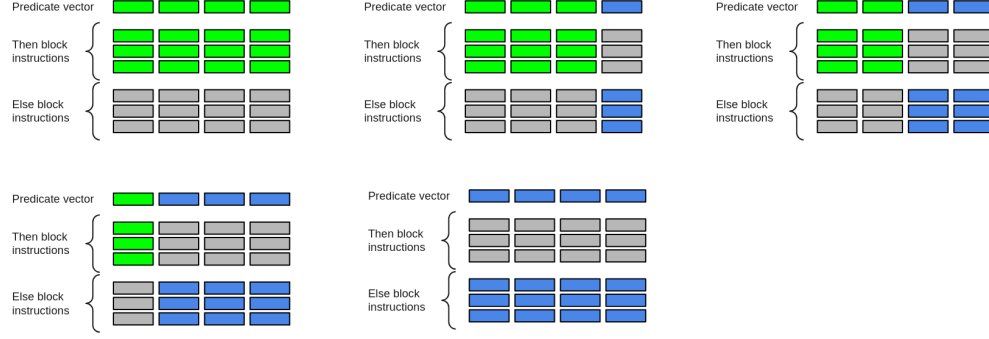 Predicate vector
Then block
instructions
Else block
instructions
Predicate vector
Then block
instructions
Else block
instructions
Predicate vector
Then block
instructions
Else block
instructions
Predicate vector
Then block
instructions
Else block
instructions
Predicate vector
Then block
instructions
Else block
instructions